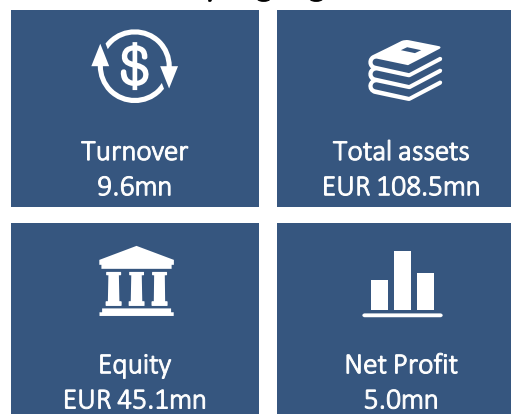 Turnover
9.6mn
Total assets
EUR 108.5mn
Equity
EUR 45.1mn
Net Profit
5.0mn